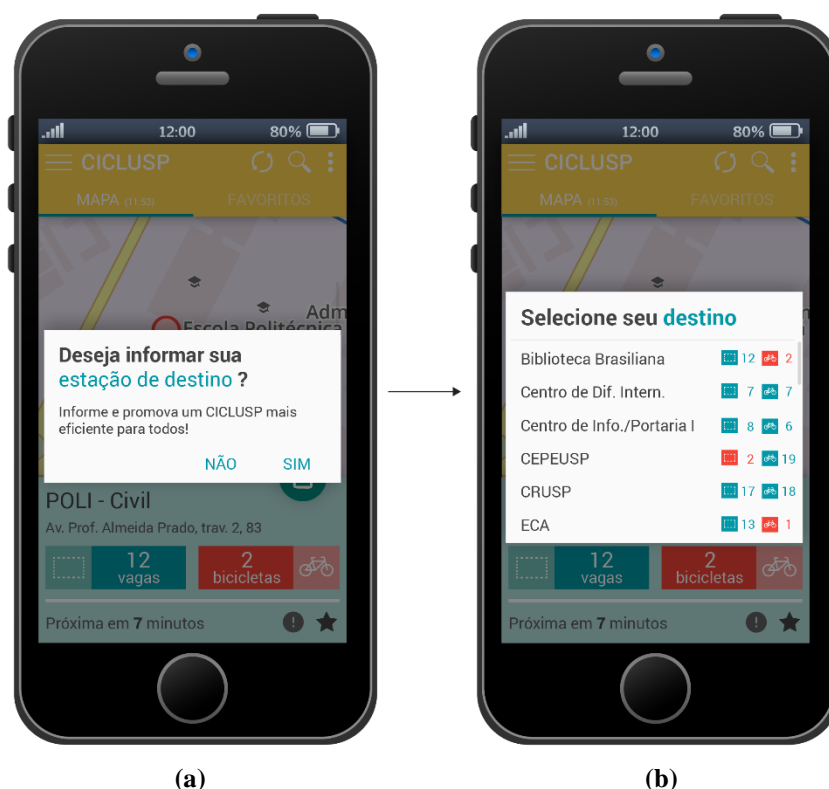 12:00
80%
CICLUSP
MAPA (11:53)
FAVORITOS
Adm
Escola Politécnica
Deseja informar sua
estação de destino ?
Informe e promova um CICLUSP mais
eficiente para todos!
NÃO SIM
POLI - Civil
Av. Prof. Almeida Prado, trav. 2, 83
12
vagas
2
bicicletas
Próxima em 7 minutos
(a)
12:00
80%
CICLUSP
MAPA (11:53)
FAVORITOS
Selecione seu destino
Biblioteca Brasiliana 12 2
Centro de Dif. Intern. 7 7
Centro de Info./Portaria I 8 6
CEPEUSP 2 19
CRUSP 17 18
ECA 13 1
12
vagas
2
bicicletas
Próxima em 7 minutos
(b)